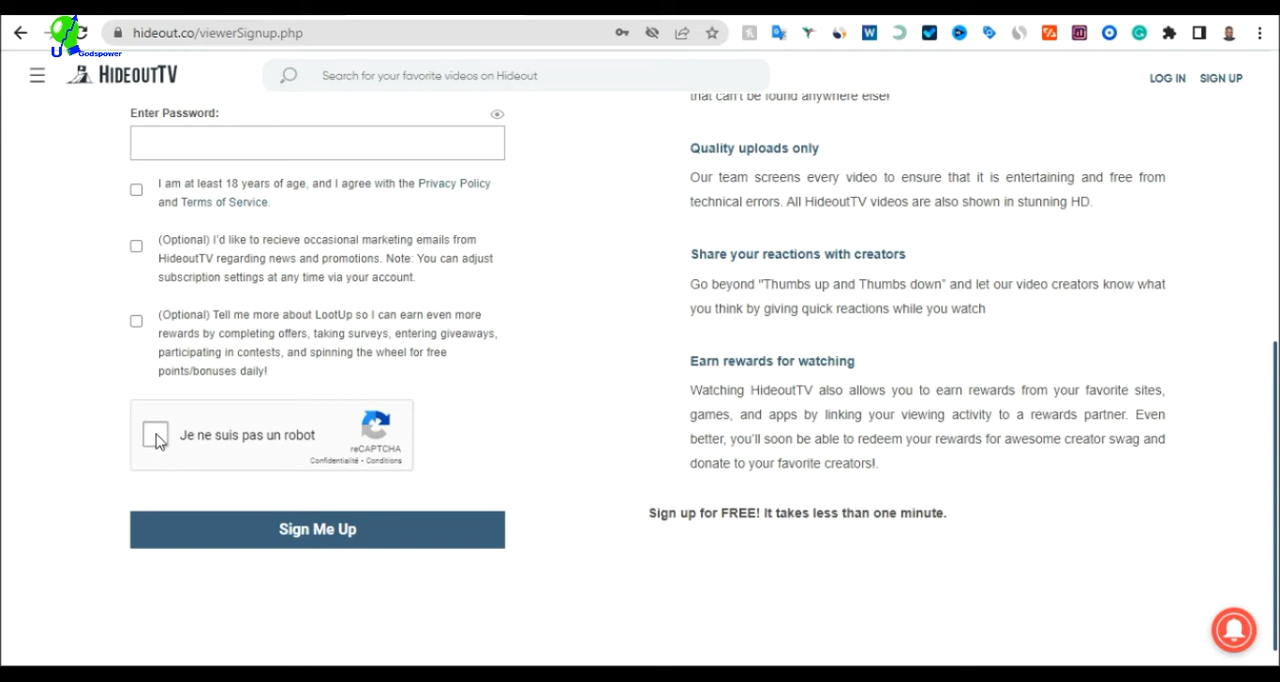 hideout.co/viewerSignup.php
U Godspower
HIDEOUTTV
Search for your favorite videos on Hideout
LOG IN
SIGN UP
Enter Password:
I am at least 18 years of age, and I agree with the Privacy Policy
and Terms of Service.
(Optional) I'd like to recieve occasional marketing emails from
HideoutTV regarding news and promotions. Note: You can adjust
subscription settings at any time via your account.
(Optional) Tell me more about LootUp so I can earn even more
rewards by completing offers, taking surveys, entering giveaways,
participating in contests, and spinning the wheel for free
points/bonuses daily!
Je ne suis pas un robot
reCAPTCHA
Confidentialité - Conditions
Sign Me Up
that can't be found anywhere else!
Quality uploads only
Our team screens every video to ensure that it is entertaining and free from
technical errors. All HideoutTV videos are also shown in stunning HD.
Share your reactions with creators
Go beyond "Thumbs up and Thumbs down" and let our video creators know what
you think by giving quick reactions while you watch
Earn rewards for watching
Watching HideoutTV also allows you to earn rewards from your favorite sites,
games, and apps by linking your viewing activity to a rewards partner. Even
better, you'll soon be able to redeem your rewards for awesome creator swag and
donate to your favorite creators!.
Sign up for FREE! It takes less than one minute.